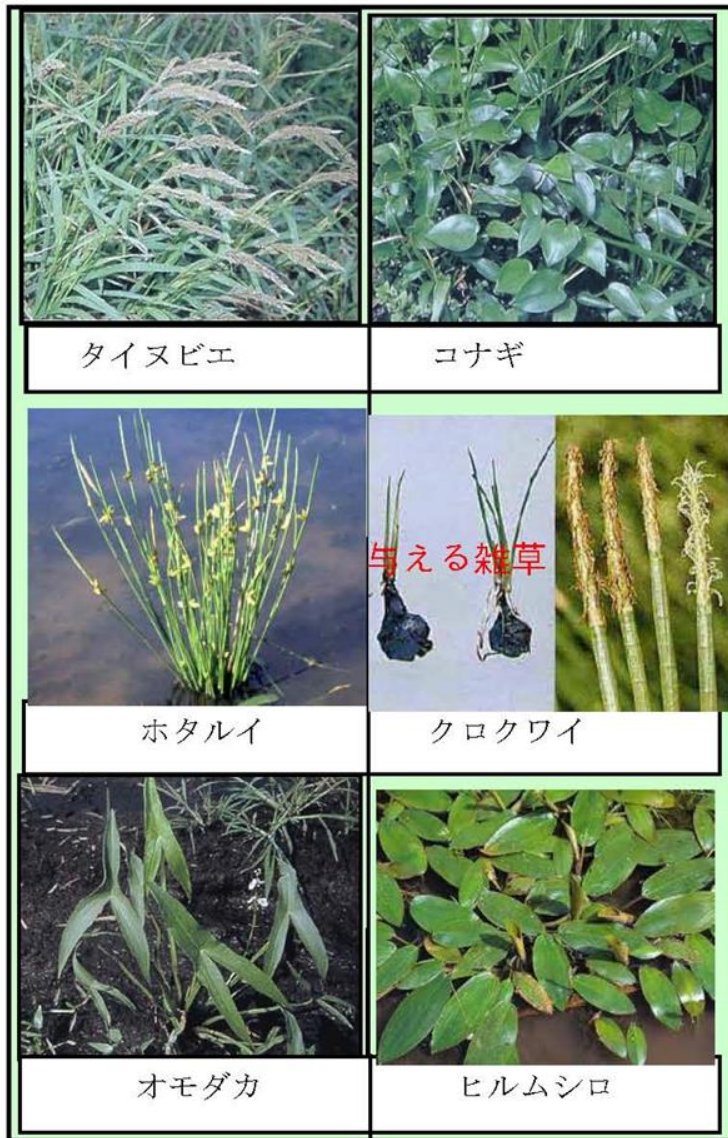 タイヌビエ
コナギ
与える雑草
ホタルイ
クロクワイ
オモダカ
ヒルムシロ